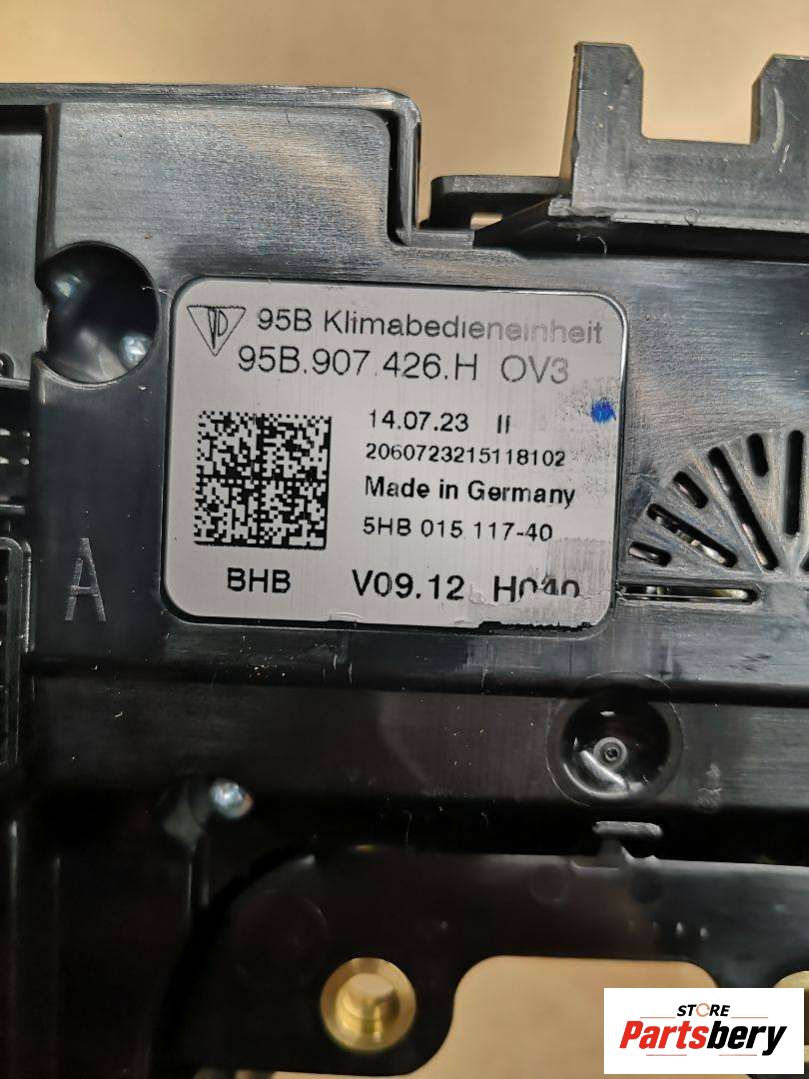 95B Klimabedieneinheit
95B.907.426.H OV3
14.07.23 II
2060723215118102
Made in Germany
5HB 015 117-40
BHB V09.12 H040
A
STORE
Partsbery